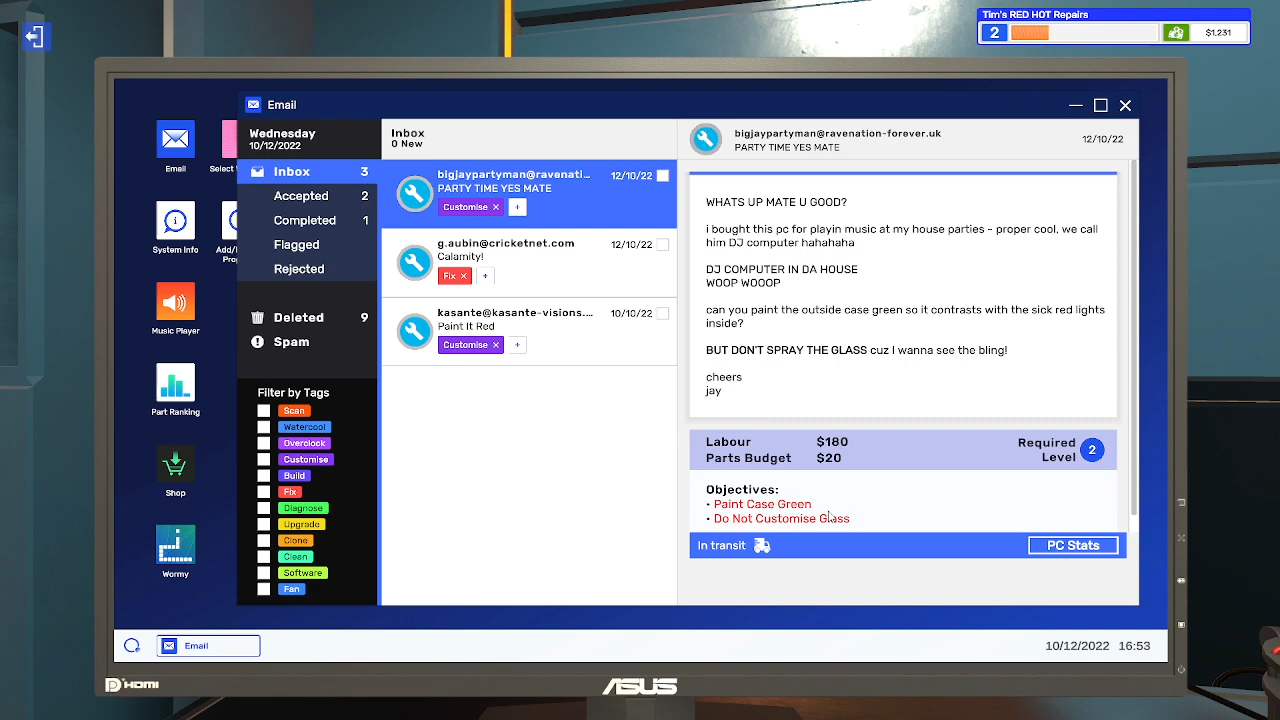 Tim's RED HOT Repairs
2
$1,231
Email
Email
System Info
Music Player
Part Ranking
Shop
Wormy
Wednesday
10/12/2022
Inbox 3
Accepted 2
Completed 1
Flagged
Rejected
Deleted 9
Spam
Filter by Tags
Scan
Watercool
Overclock
Customise
Build
Fix
Diagnose
Upgrade
Clone
Clean
Software
Fan
Inbox
0 New
bigjaypartyman@ravenati... 12/10/22
PARTY TIME YES MATE
Customise × +
g.aubin@cricketnet.com 12/10/22
Calamity!
Fix × +
kasante@kasante-visions.... 10/10/22
Paint It Red
Customise × +
bigjaypartyman@ravenation-forever.uk 12/10/22
PARTY TIME YES MATE
WHATS UP MATE U GOOD?
i bought this pc for playin music at my house parties - proper cool, we call
him DJ computer hahahaha
DJ COMPUTER IN DA HOUSE
WOOP WOOOP
can you paint the outside case green so it contrasts with the sick red lights
inside?
BUT DON'T SPRAY THE GLASS cuz I wanna see the bling!
cheers
jay
Labour $180
Parts Budget $20
Required
Level 2
Objectives:
• Paint Case Green
• Do Not Customise Glass
In transit
PC Stats
Email
10/12/2022 16:53
HDMI
ASUS